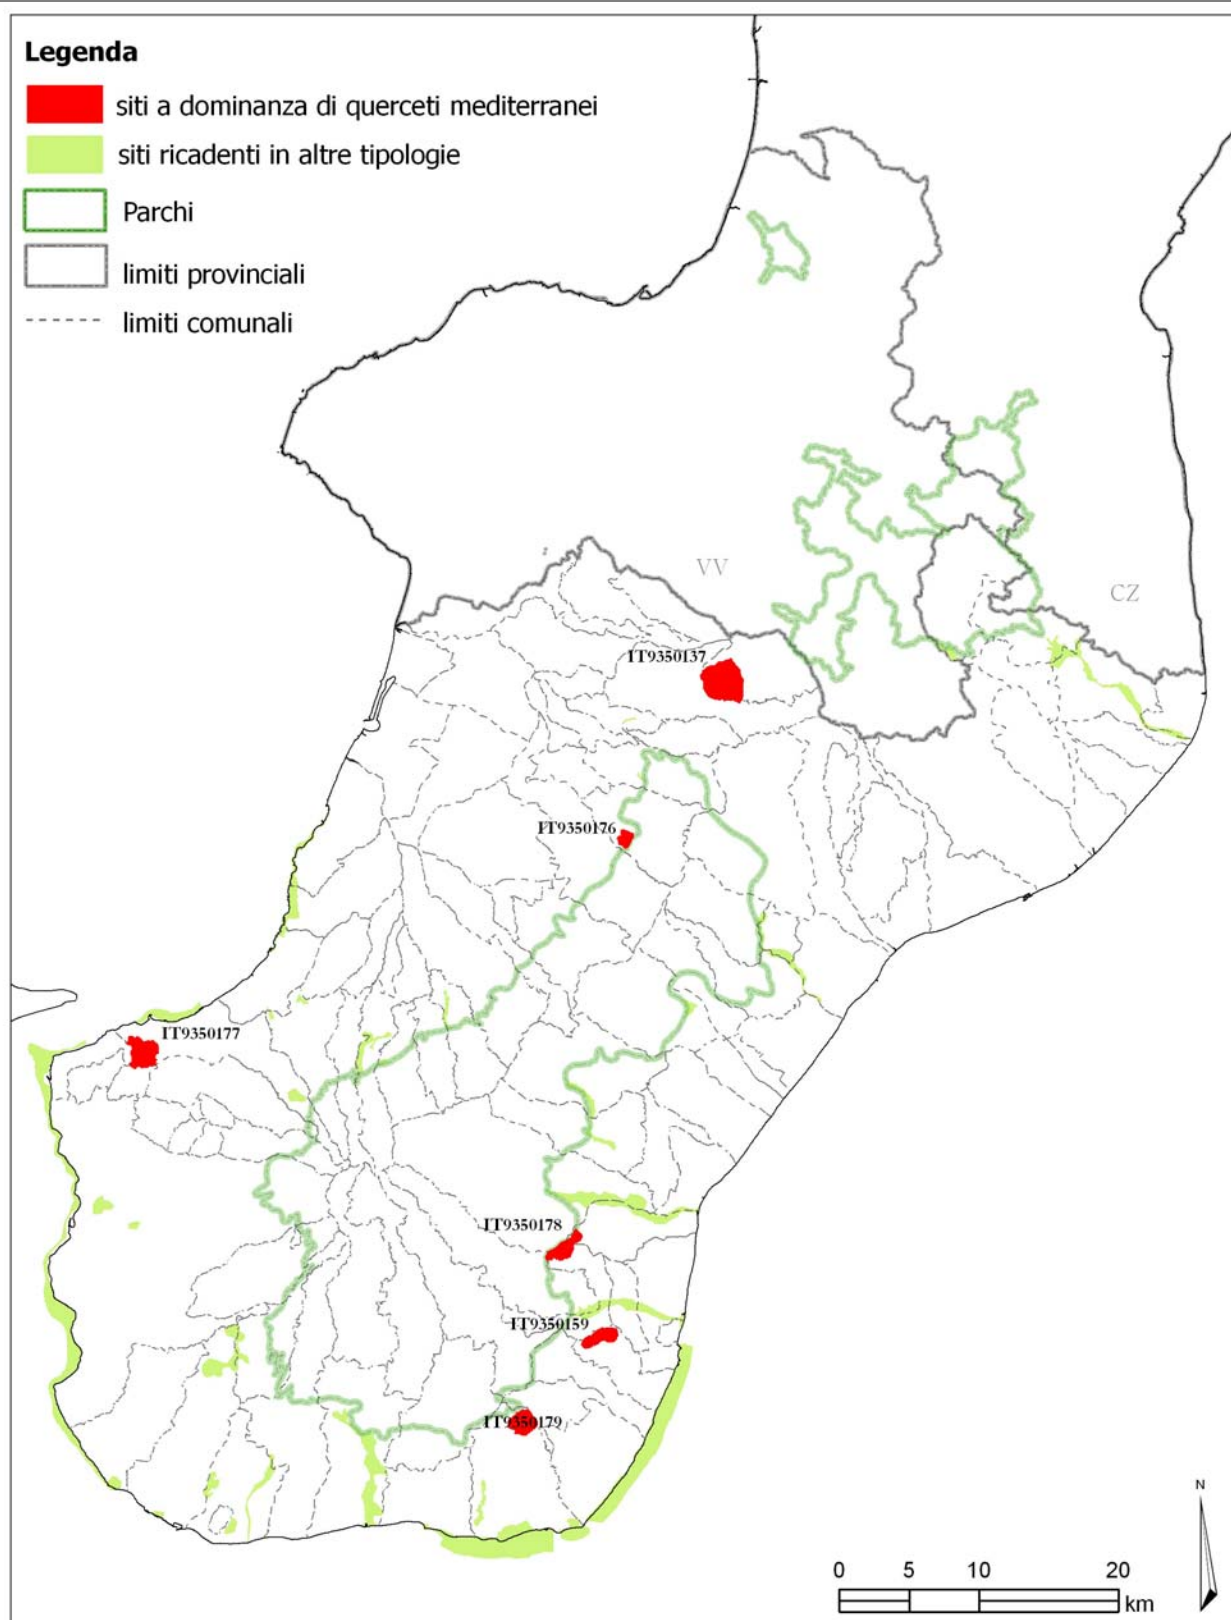 Legenda
siti a dominanza di querceti mediterranei
siti ricadenti in altre tipologie
Parchi
limiti provinciali
limiti comunali
VV
CZ
IT9350137
IT9350176
IT9350177
IT9350178
IT9350159
IT9350179
N
0 5 10 20
km